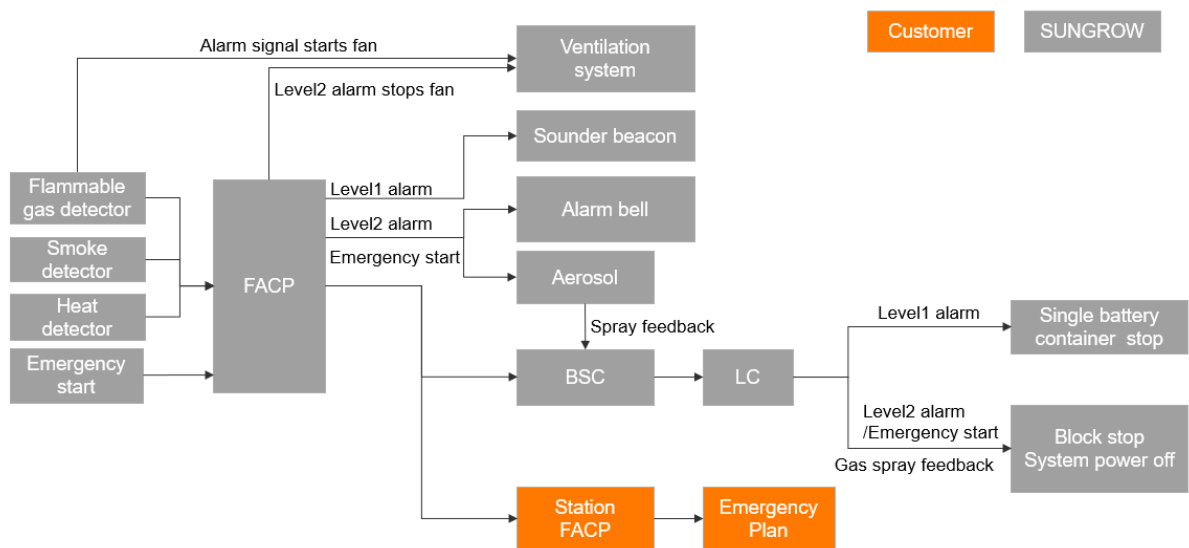 Customer
SUNGROW
Alarm signal starts fan
Ventilation
system
Level2 alarm stops fan
Sounder beacon
Flammable
gas detector
Level1 alarm
Level2 alarm
Alarm bell
Smoke
detector
Emergency start
FACP
Aerosol
Heat
detector
Spray feedback
Level1 alarm
Single battery
container stop
Emergency
start
BSC
LC
Level2 alarm
/Emergency start
Gas spray feedback
Block stop
System power off
Station
FACP
Emergency
Plan